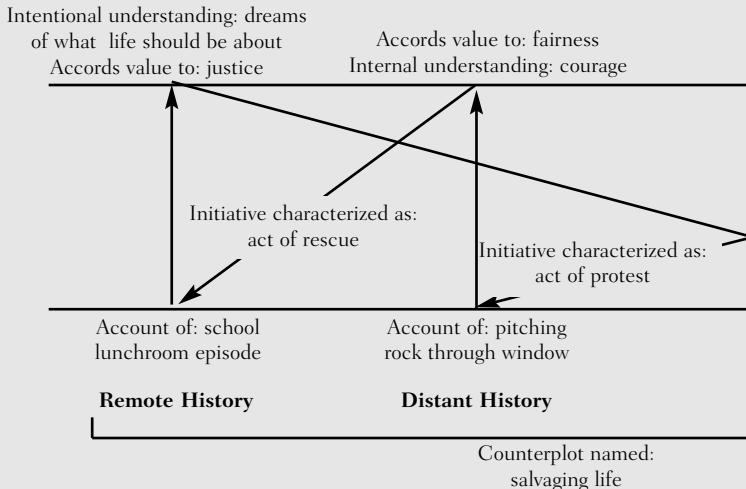 Intentional understanding: dreams
of what life should be about
Accords value to: justice
Accords value to: fairness
Internal understanding: courage
Initiative characterized as:
act of rescue
Initiative characterized as:
act of protest
Account of: school
lunchroom episode
Account of: pitching
rock through window
Remote History
Distant History
Counterplot named:
salvaging life